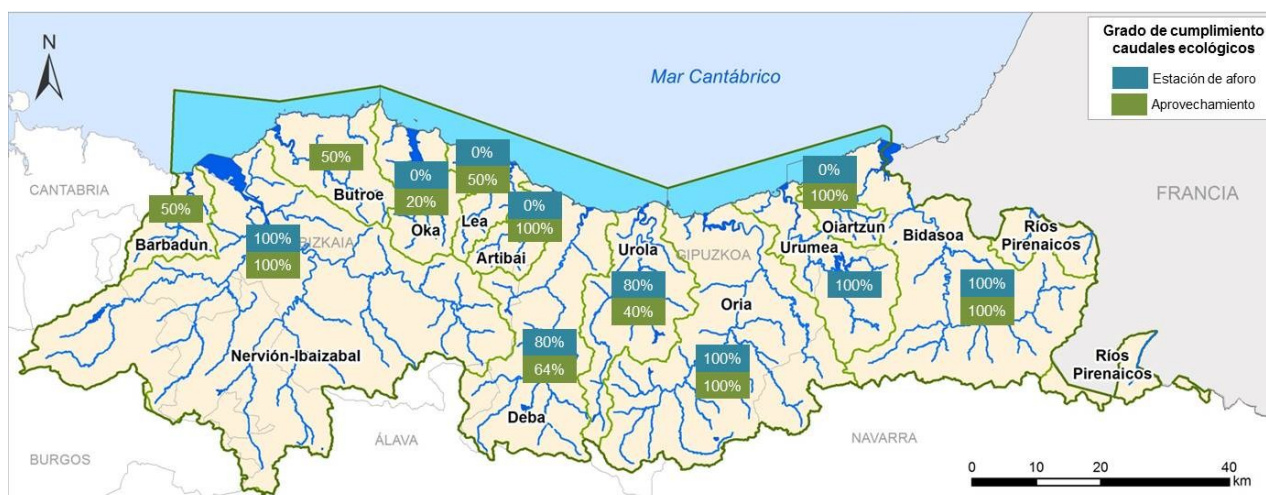 Grado de cumplimiento
caudales ecológicos
Estación de aforo
Aprovechamiento
N
Mar Cantábrico
CANTABRIA
FRANCIA
50%
Butroe
0%
20%
Oka
0%
50%
Lea
0%
100%
Artibai
0%
100%
Oiartzun
50%
Barbadun
100%
100%
BIZKAIA
Urola
GIPUZKOA
Urumea
Bidasoa
Ríos
Pirenaicos
80%
40%
Oria
100%
100%
100%
Nervión-Ibaizabal
80%
64%
100%
100%
Ríos
Pirenaicos
Deba
ÁLAVA
NAVARRA
BURGOS
0 10 20 40
km